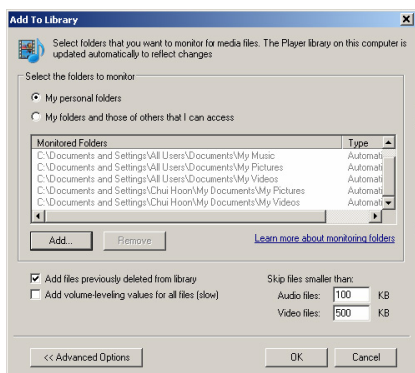 Add To Library
Select folders that you want to monitor for media files. The Player library on this computer is
updated automatically to reflect changes
Select the folders to monitor
My personal folders
My folders and those of others that I can access
Monitored Folders Type
C:\Documents and Settings\All Users\Documents\My Music Automati
C:\Documents and Settings\All Users\Documents\My Pictures Automati
C:\Documents and Settings\All Users\Documents\My Videos Automati
C:\Documents and Settings\Chui Hoon\My Documents\My Pictures Automati
C:\Documents and Settings\Chui Hoon\My Documents\My Videos Automati
Add... Remove Learn more about monitoring folders
Add files previously deleted from library
Add volume-leveling values for all files (slow)
Skip files smaller than:
Audio files: 100 KB
Video files: 500 KB
<< Advanced Options OK Cancel